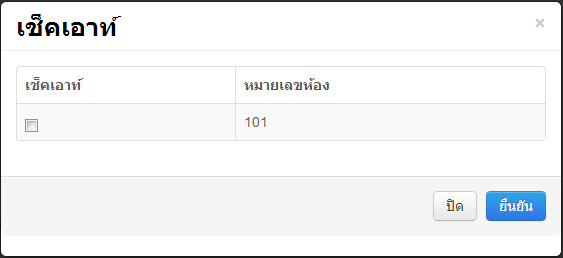 เช็คเอาท์ ×
เช็คเอาท์ หมายเลขห้อง
101
ปิด ยืนยัน